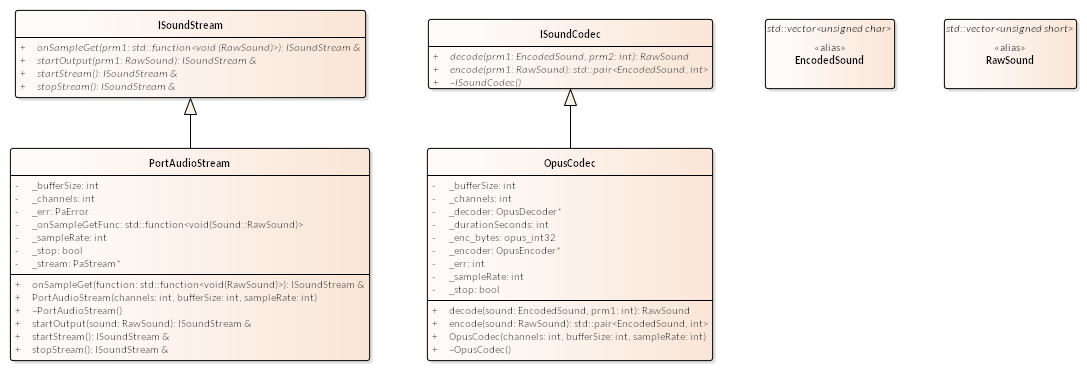 ISoundStream
+ onSampleGet(prm1: std::function<void (RawSound)>): ISoundStream &
+ startOutput(prm1: RawSound): ISoundStream &
+ startStream(): ISoundStream &
+ stopStream(): ISoundStream &
ISoundCodec
+ decode(prm1: EncodedSound, prm2: int): RawSound
+ encode(prm1: RawSound): std::pair<EncodedSound, int>
+ ~ISoundCodec()
std::vector<unsigned char>
«alias»
EncodedSound
std::vector<unsigned short>
«alias»
RawSound
PortAudioStream
- _bufferSize: int
- _channels: int
- _err: PaError
- _onSampleGetFunc: std::function<void(Sound::RawSound)>
- _sampleRate: int
- _stop: bool
- _stream: PaStream*
+ onSampleGet(function: std::function<void(RawSound)>): ISoundStream &
+ PortAudioStream(channels: int, bufferSize: int, sampleRate: int)
+ ~PortAudioStream()
+ startOutput(sound: RawSound): ISoundStream &
+ startStream(): ISoundStream &
+ stopStream(): ISoundStream &
OpusCodec
- _bufferSize: int
- _channels: int
- _decoder: OpusDecoder*
- _durationSeconds: int
- _enc_bytes: opus_int32
- _encoder: OpusEncoder*
- _err: int
- _sampleRate: int
- _stop: bool
+ decode(sound: EncodedSound, prm1: int): RawSound
+ encode(sound: RawSound): std::pair<EncodedSound, int>
+ OpusCodec(channels: int, bufferSize: int, sampleRate: int)
+ ~OpusCodec()